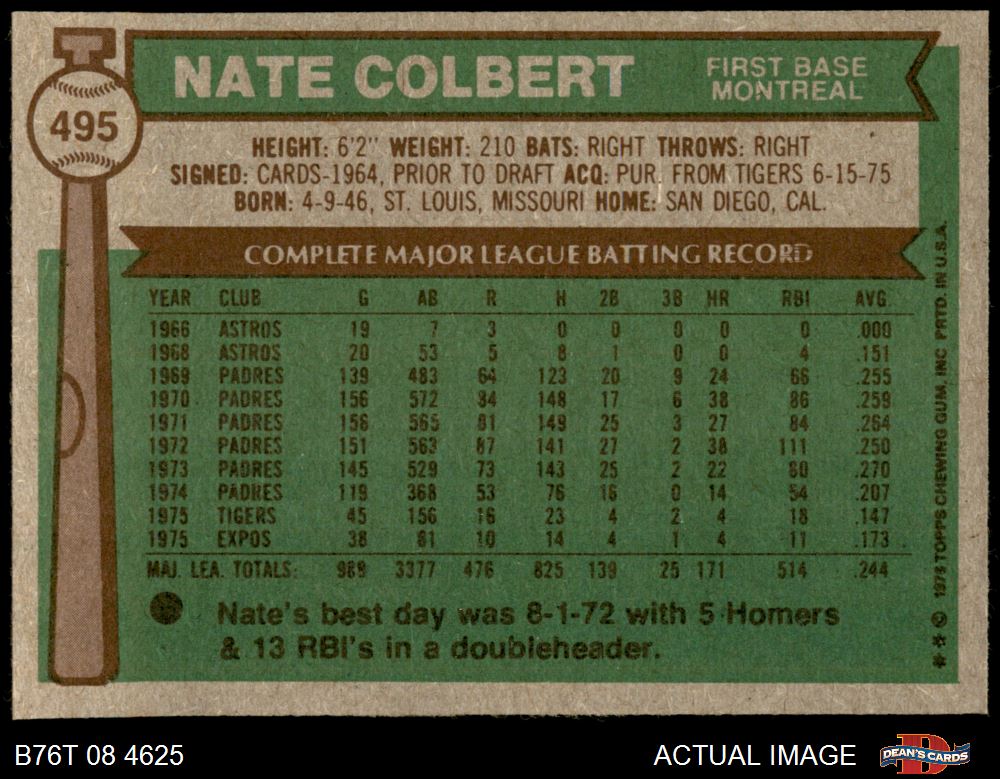 495
NATE COLBERT
FIRST BASE
MONTREAL
HEIGHT: 6'2" WEIGHT: 210 BATS: RIGHT THROWS: RIGHT
SIGNED: CARDS-1964, PRIOR TO DRAFT ACQ: PUR. FROM TIGERS 6-15-75
BORN: 4-9-46, ST. LOUIS, MISSOURI HOME: SAN DIEGO, CAL.
COMPLETE MAJOR LEAGUE BATTING RECORD
YEAR CLUB G AB R H 2B 3B HR RBI AVG.
1966 ASTROS 19 7 3 0 0 0 0 0 .000
1968 ASTROS 20 53 5 8 1 0 0 4 .151
1969 PADRES 139 483 64 123 20 9 24 66 .255
1970 PADRES 156 572 84 148 17 6 38 86 .259
1971 PADRES 156 565 81 149 25 3 27 84 .264
1972 PADRES 151 563 87 141 27 2 38 111 .250
1973 PADRES 145 529 73 143 25 2 22 80 .270
1974 PADRES 119 368 53 76 16 0 14 54 .207
1975 TIGERS 45 156 16 23 4 2 4 18 .147
1975 EXPOS 38 81 10 14 4 1 4 11 .173
MAJ. LEA. TOTALS: 988 3377 476 825 139 25 171 514 .244
Nate's best day was 8-1-72 with 5 Homers
& 13 RBI's in a doubleheader.
** © 1976 TOPPS CHEWING GUM, INC PRTD. IN U.S.A.
B76T 08 4625
ACTUAL IMAGE
DEAN'S CARDS